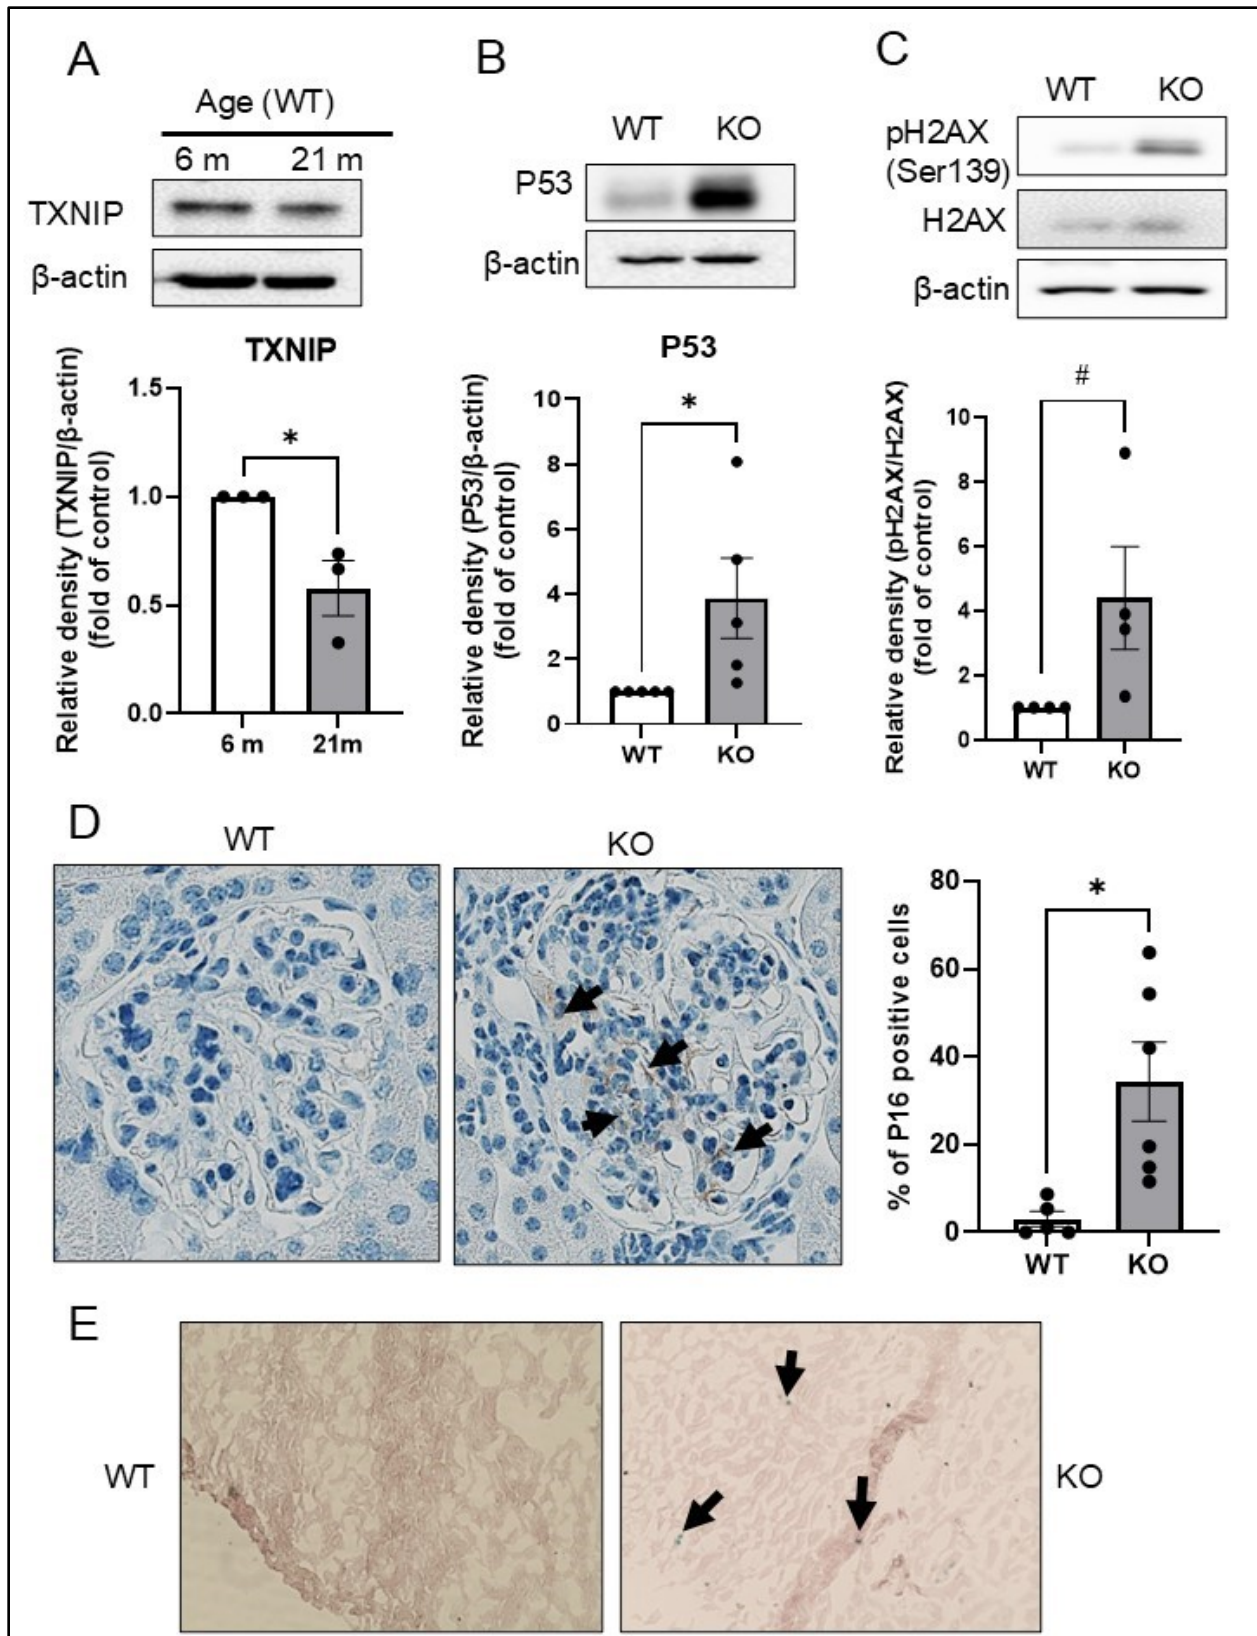 A
Age (WT)
6 m 21 m
TXNIP
β-actin
TXNIP
Relative density (TXNIP/β-actin)
(fold of control)
1.5
1.0
0.5
0.0
*
6 m 21m
B
WT KO
P53
β-actin
P53
Relative density (P53/β-actin)
(fold of control)
10
8
6
4
2
0
*
WT KO
C
WT KO
pH2AX
(Ser139)
H2AX
β-actin
Relative density (pH2AX/H2AX)
(fold of control)
10
8
6
4
2
0
#
WT KO
D
WT KO
% of P16 positive cells
80
60
40
20
0
*
WT KO
E
WT
KO